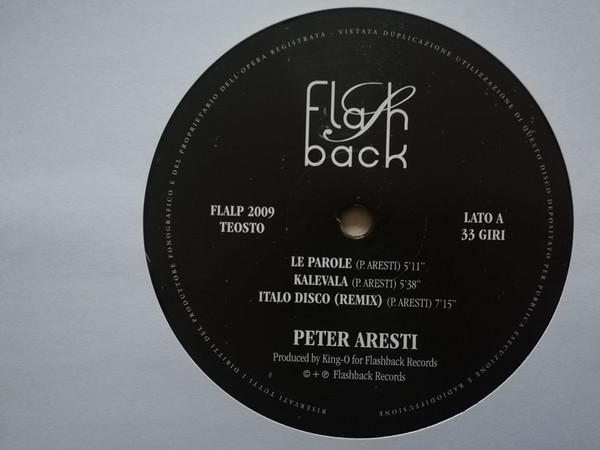 RISERVATI TUTTI I DIRITTI DEL PRODUTTORE FONOGRAFICO E DEL PROPRIETARIO DELL'OPERA REGISTRATA - VIETATA DUPLICAZIONE UTILIZZAZIONE DI QUESTO DISCO DEPOSITATO PER PUBBLICA ESECUZIONE E RADIODIFFUSIONE
flash
back
FLALP 2009
TEOSTO
LATO A
33 GIRI
LE PAROLE (P. ARESTI) 5'11"
KALEVALA (P. ARESTI) 5'38"
ITALO DISCO (REMIX) (P. ARESTI) 7'15"
PETER ARESTI
Produced by King-O for Flashback Records
© + ℗ Flashback Records